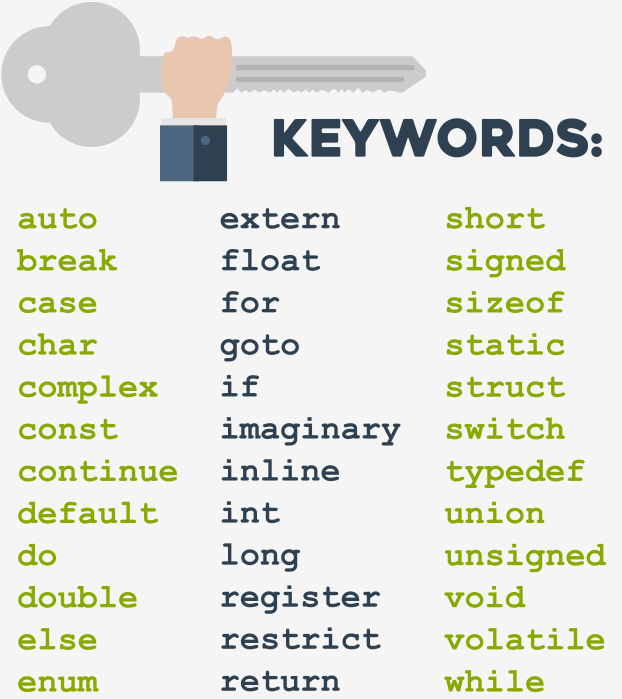 KEYWORDS:
auto
break
case
char
complex
const
continue
default
do
double
else
enum
extern
float
for
goto
if
imaginary
inline
int
long
register
restrict
return
short
signed
sizeof
static
struct
switch
typedef
union
unsigned
void
volatile
while